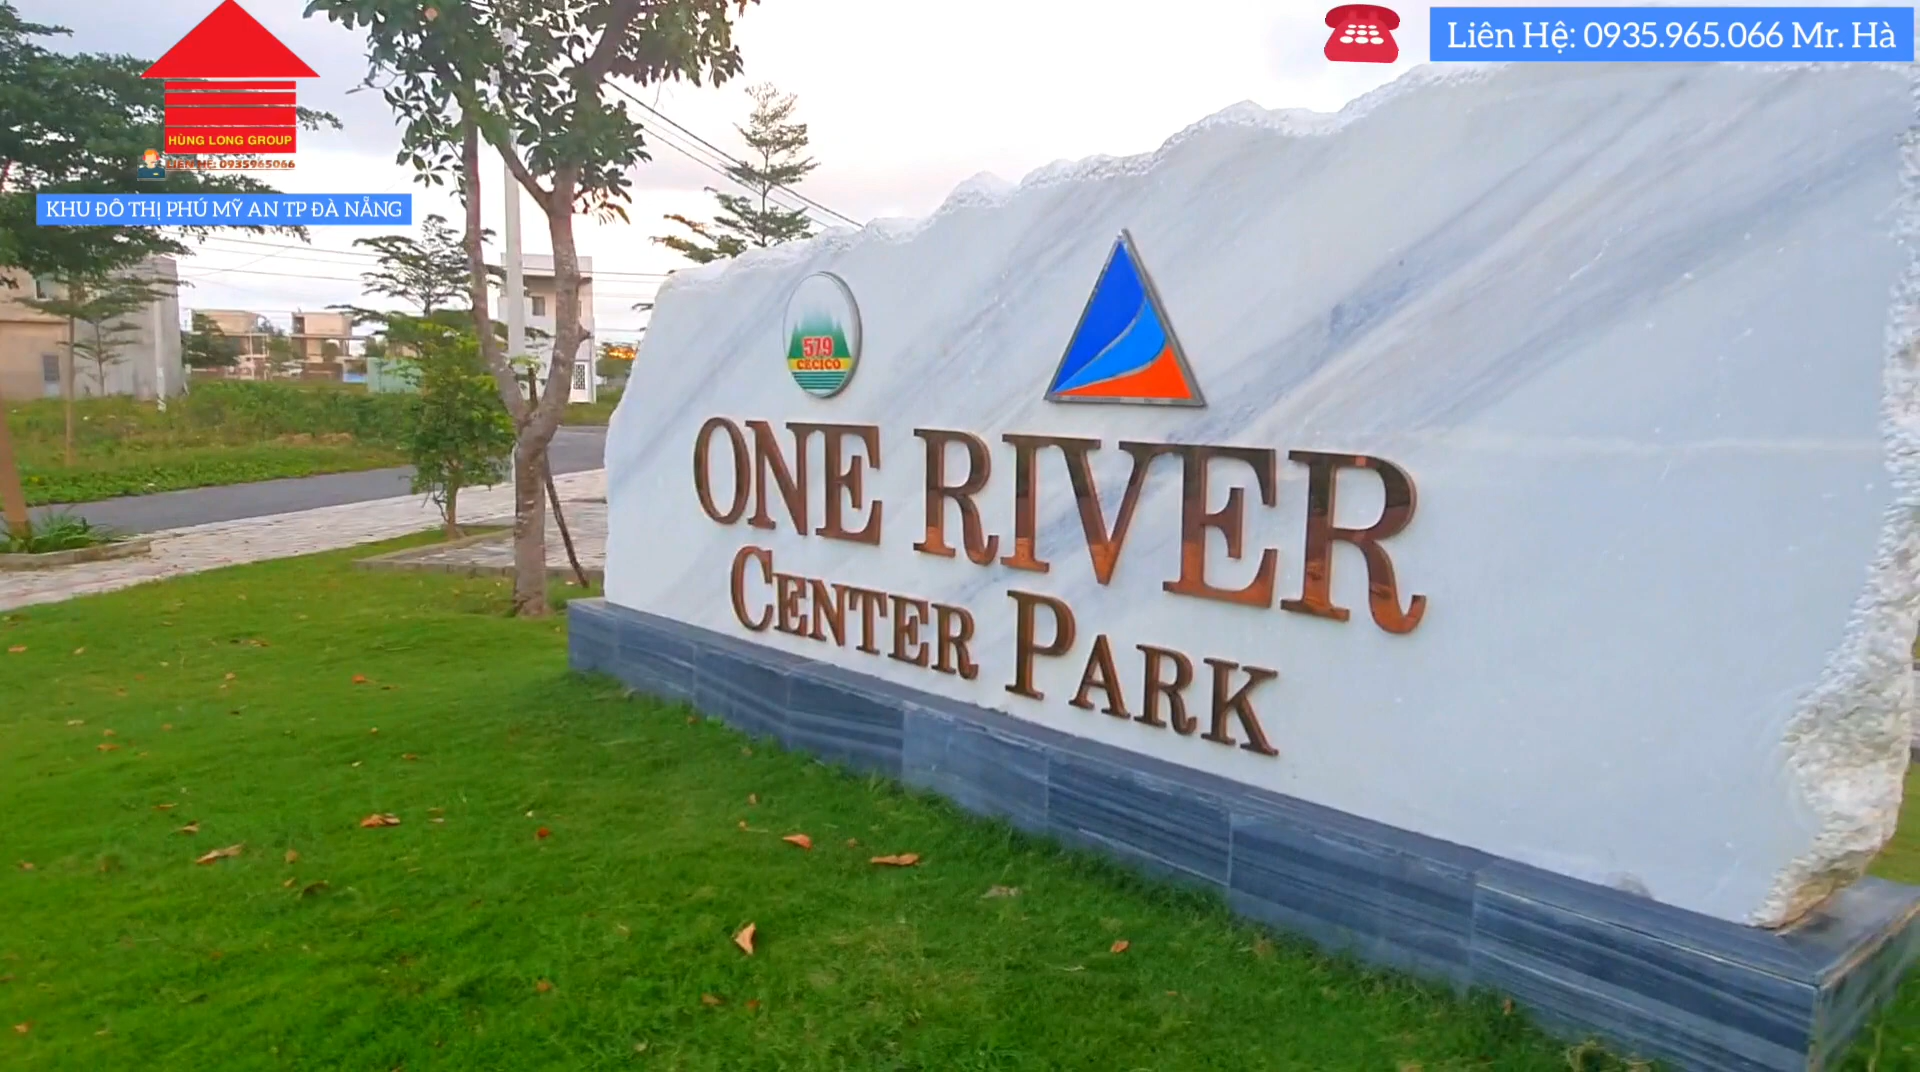 Liên Hệ: 0935.965.066 Mr. Hà
HÙNG LONG GROUP
LIÊN HỆ: 0935965066
KHU ĐÔ THỊ PHÚ MỸ AN TP ĐÀ NẴNG
579
CECICO
ONE RIVER
CENTER PARK